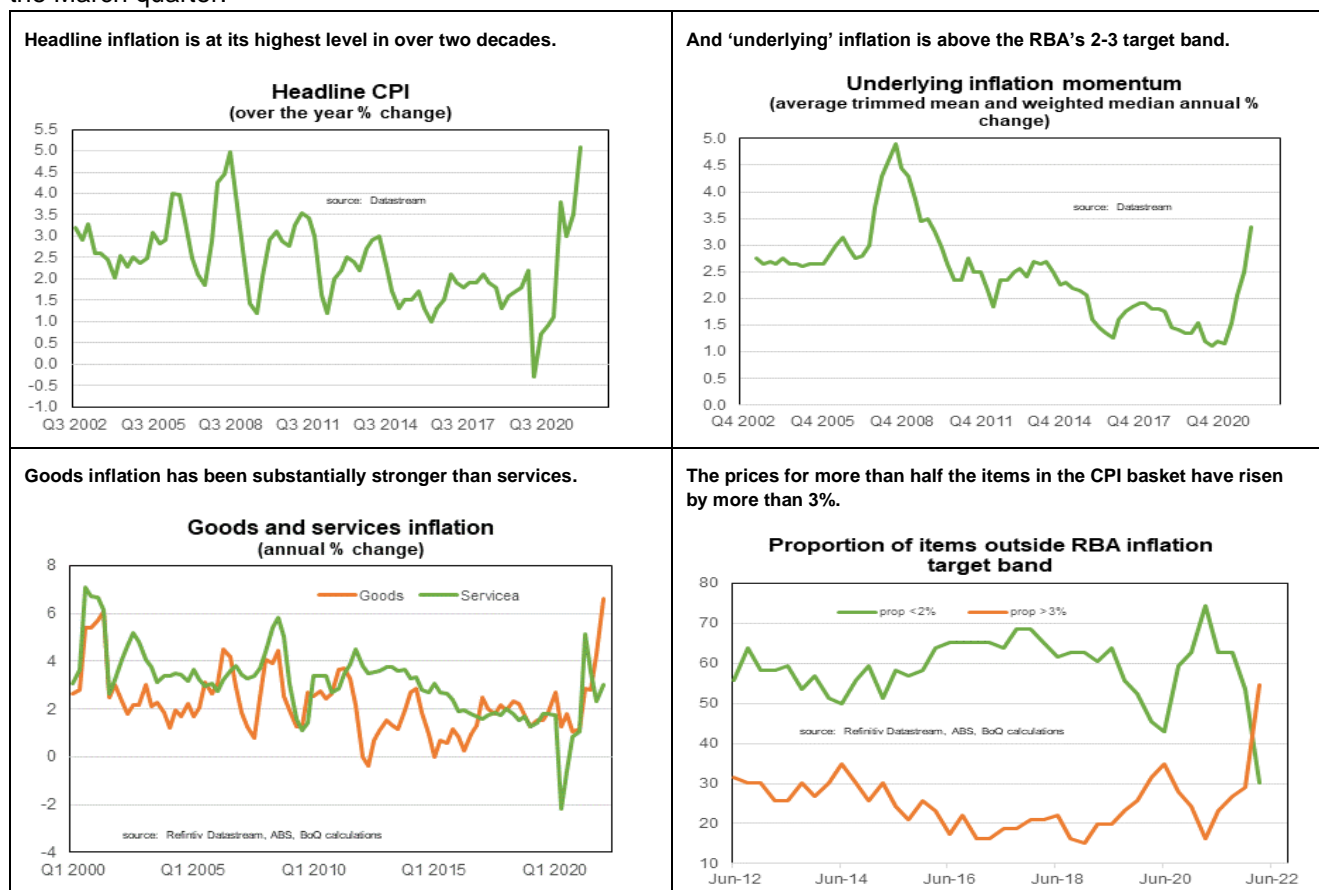 the March quarter.
Headline inflation is at its highest level in over two decades.
Headline CPI
(over the year % change)
5.5
5.0
4.5
4.0
3.5
3.0
2.5
2.0
1.5
1.0
0.5
0.0
-0.5
-1.0
source: Datastream
Q3 2002 Q3 2005 Q3 2008 Q3 2011 Q3 2014 Q3 2017 Q3 2020
And ‘underlying’ inflation is above the RBA’s 2-3 target band.
Underlying inflation momentum
(average trimmed mean and weighted median annual %
change)
5.0
4.5
4.0
3.5
3.0
2.5
2.0
1.5
1.0
0.5
0.0
source: Datastream
Q4 2002 Q4 2005 Q4 2008 Q4 2011 Q4 2014 Q4 2017 Q4 2020
Goods inflation has been substantially stronger than services.
Goods and services inflation
(annual % change)
8
6
4
2
0
-2
-4
Goods Servicea
source: Refintiv Datastream, ABS, BoQ calculations
Q1 2000 Q1 2005 Q1 2010 Q1 2015 Q1 2020
The prices for more than half the items in the CPI basket have risen
by more than 3%.
Proportion of items outside RBA inflation
target band
80
70
60
50
40
30
20
10
prop <2% prop >3%
source: Refinitiv Datastream, ABS, BoQ calculations
Jun-12 Jun-14 Jun-16 Jun-18 Jun-20 Jun-22